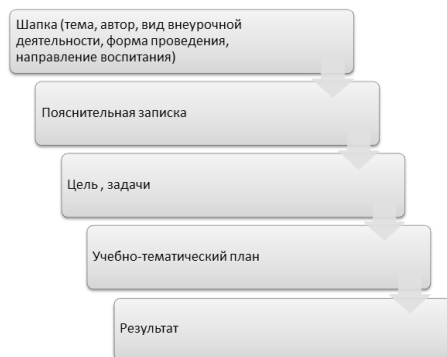 Шапка (тема, автор, вид внеурочной
деятельности, форма проведения,
направление воспитания)
Пояснительная записка
Цель , задачи
Учебно-тематический план
Результат